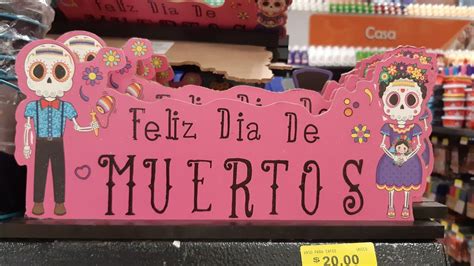 Casa
Feliz Dia De
MUERTOS
$20.00